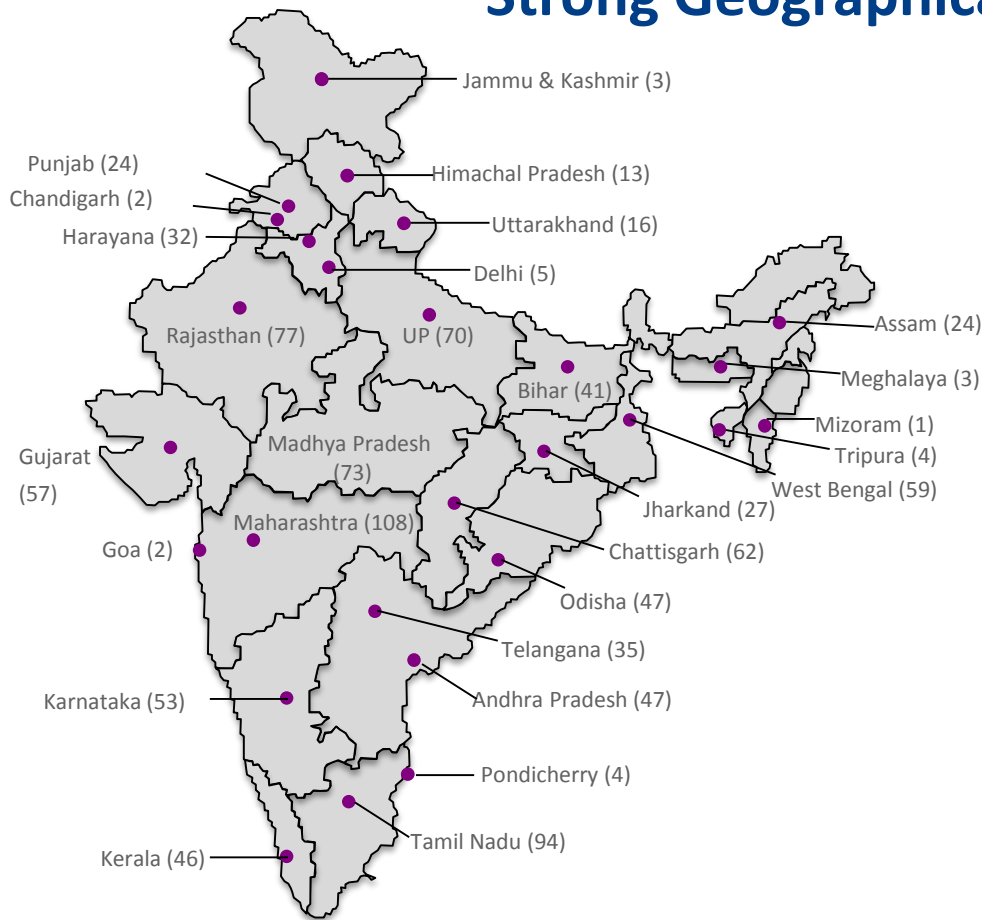 Strong Geographica
Jammu & Kashmir (3)
Punjab (24)
Himachal Pradesh (13)
Chandigarh (2)
Uttarakhand (16)
Harayana (32)
Delhi (5)
Rajasthan (77)
UP (70)
Assam (24)
Bihar (41)
Meghalaya (3)
Madhya Pradesh
(73)
Mizoram (1)
Tripura (4)
Gujarat
(57)
West Bengal (59)
Jharkand (27)
Maharashtra (108)
Goa (2)
Chattisgarh (62)
Odisha (47)
Telangana (35)
Karnataka (53)
Andhra Pradesh (47)
Pondicherry (4)
Tamil Nadu (94)
Kerala (46)